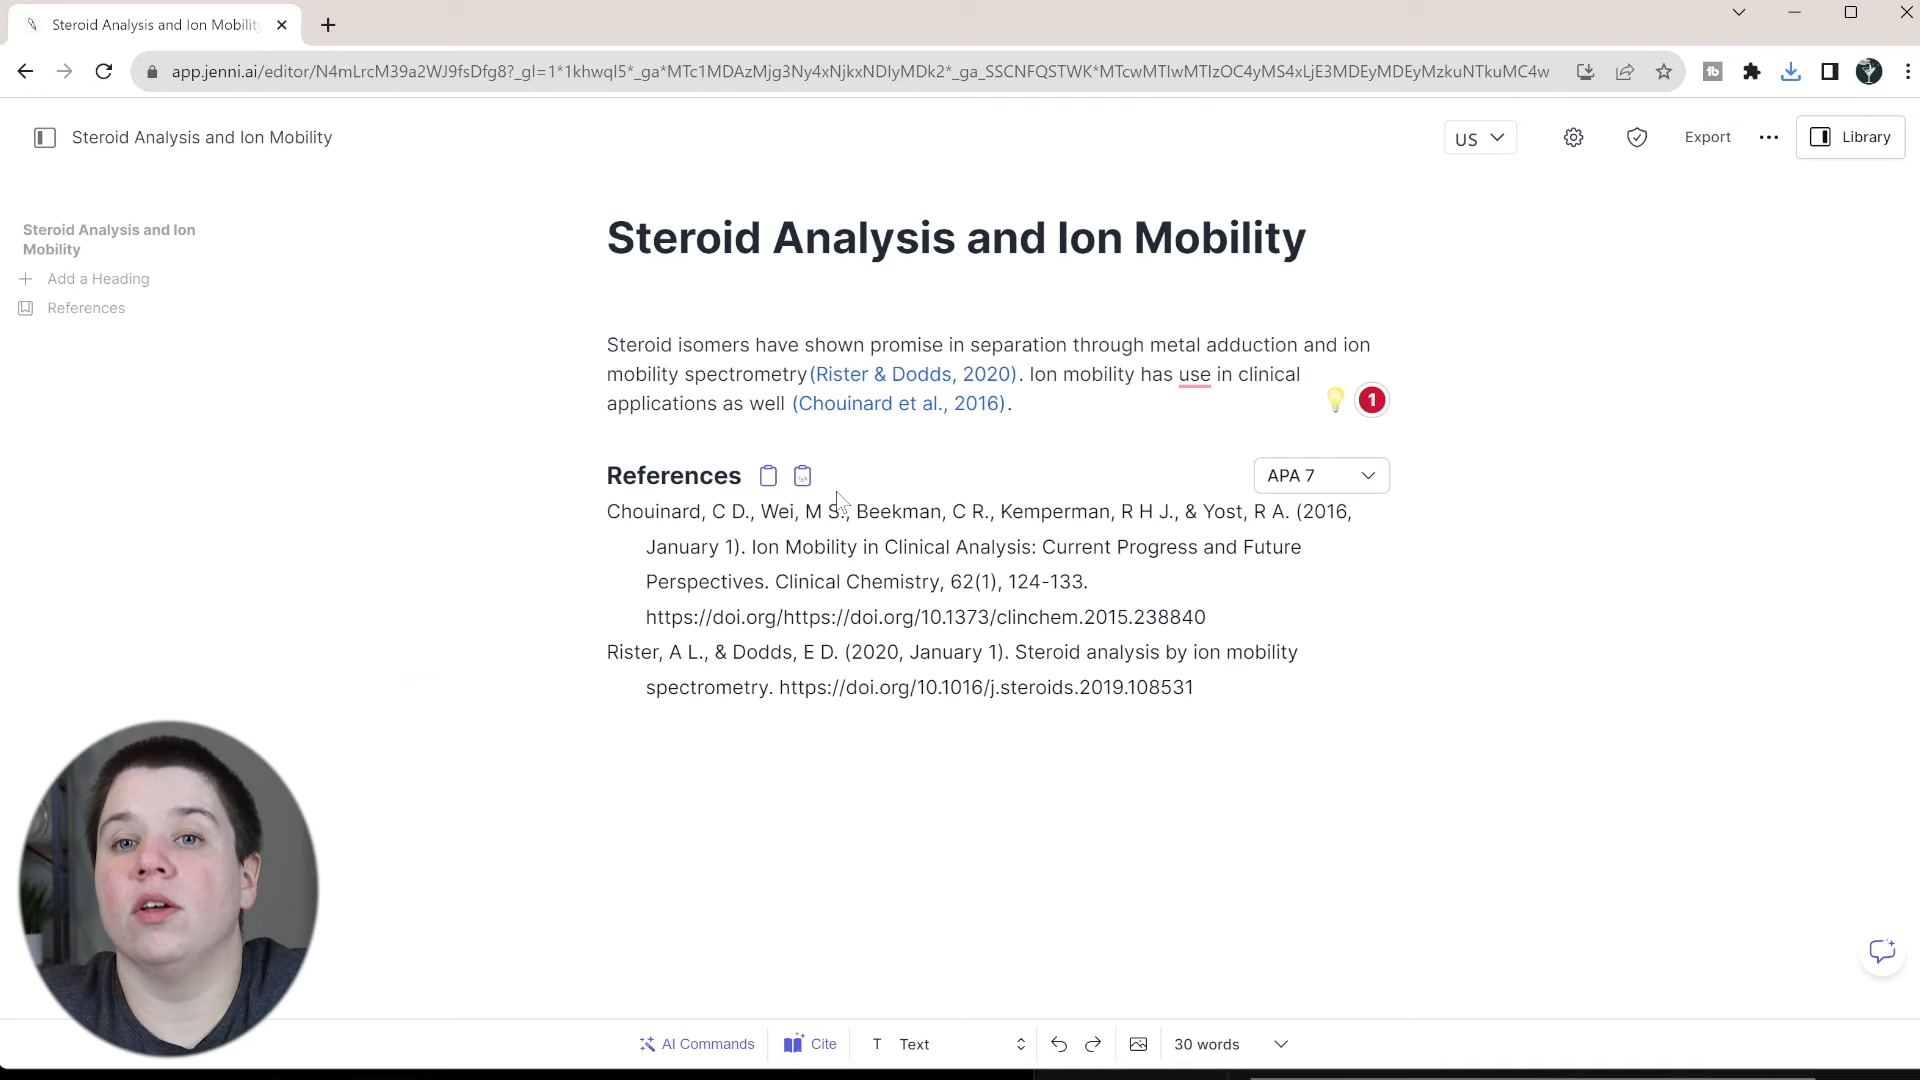 Steroid Analysis and Ion Mobility
app.jenni.ai/editor/N4mLrcM39a2WJ9fsDfg8?_gl=1*1khwql5*_ga*MTc1MDAzMjg3Ny4xNjkxNDIyMDk2*_ga_SSCNFQSTWK*MTcwMTIwMTIzOC4yMS4xLjE3MDEyMDEyMzkuNTkuMC4w
Steroid Analysis and Ion Mobility
US
Export
Library
Steroid Analysis and Ion
Mobility
Add a Heading
References
Steroid Analysis and Ion Mobility
Steroid isomers have shown promise in separation through metal adduction and ion
mobility spectrometry(Rister & Dodds, 2020). Ion mobility has use in clinical
applications as well (Chouinard et al., 2016).
1
References
APA 7
Chouinard, C D., Wei, M S., Beekman, C R., Kemperman, R H J., & Yost, R A. (2016,
January 1). Ion Mobility in Clinical Analysis: Current Progress and Future
Perspectives. Clinical Chemistry, 62(1), 124-133.
https://doi.org/https://doi.org/10.1373/clinchem.2015.238840
Rister, A L., & Dodds, E D. (2020, January 1). Steroid analysis by ion mobility
spectrometry. https://doi.org/10.1016/j.steroids.2019.108531
AI Commands
Cite
T Text
30 words